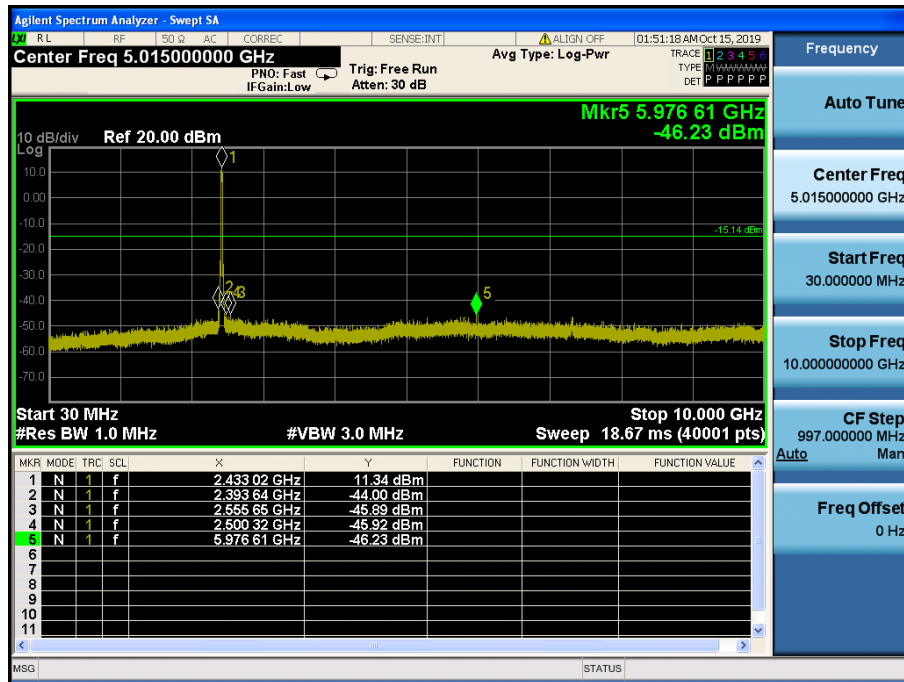 Agilent Spectrum Analyzer - Swept SA
LXI RL RF 50 Ω AC CORREC SENSE:INT ALIGN OFF 01:51:18 AM Oct 15, 2019
Center Freq 5.015000000 GHz
PNO: Fast
IFGain:Low
Trig: Free Run
Atten: 30 dB
Avg Type: Log-Pwr
TRACE 1 2 3 4 5 6
TYPE M W W W W W
DET P P P P P P
Mkr5 5.976 61 GHz
-46.23 dBm
10 dB/div Ref 20.00 dBm
Log
10.0
0.00
-10.0
-20.0
-30.0
-40.0
-50.0
-60.0
-70.0
1
-15.14 dBm
2 4 3
5
Start 30 MHz Stop 10.000 GHz
#Res BW 1.0 MHz #VBW 3.0 MHz Sweep 18.67 ms (40001 pts)
MKR MODE TRC SCL X Y FUNCTION FUNCTION WIDTH FUNCTION VALUE
1 N 1 f 2.433 02 GHz 11.34 dBm
2 N 1 f 2.393 64 GHz -44.00 dBm
3 N 1 f 2.555 65 GHz -45.89 dBm
4 N 1 f 2.500 32 GHz -45.92 dBm
5 N 1 f 5.976 61 GHz -46.23 dBm
6
7
8
9
10
11
MSG STATUS
Frequency
Auto Tune
Center Freq
5.015000000 GHz
Start Freq
30.000000 MHz
Stop Freq
10.000000000 GHz
CF Step
997.000000 MHz
Auto Man
Freq Offset
0 Hz